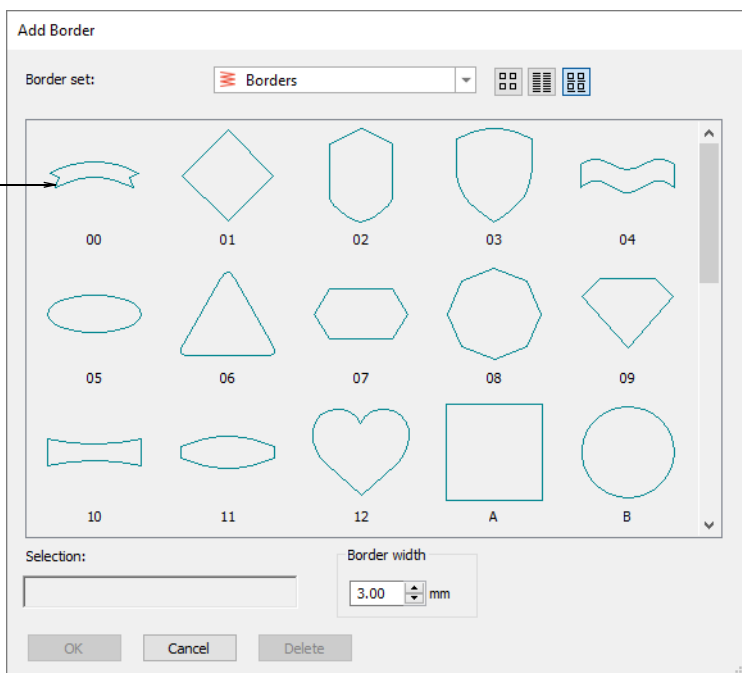 Add Border
Border set: Borders
00 01 02 03 04
05 06 07 08 09
10 11 12 A B
Selection: Border width
3.00 mm
OK Cancel Delete